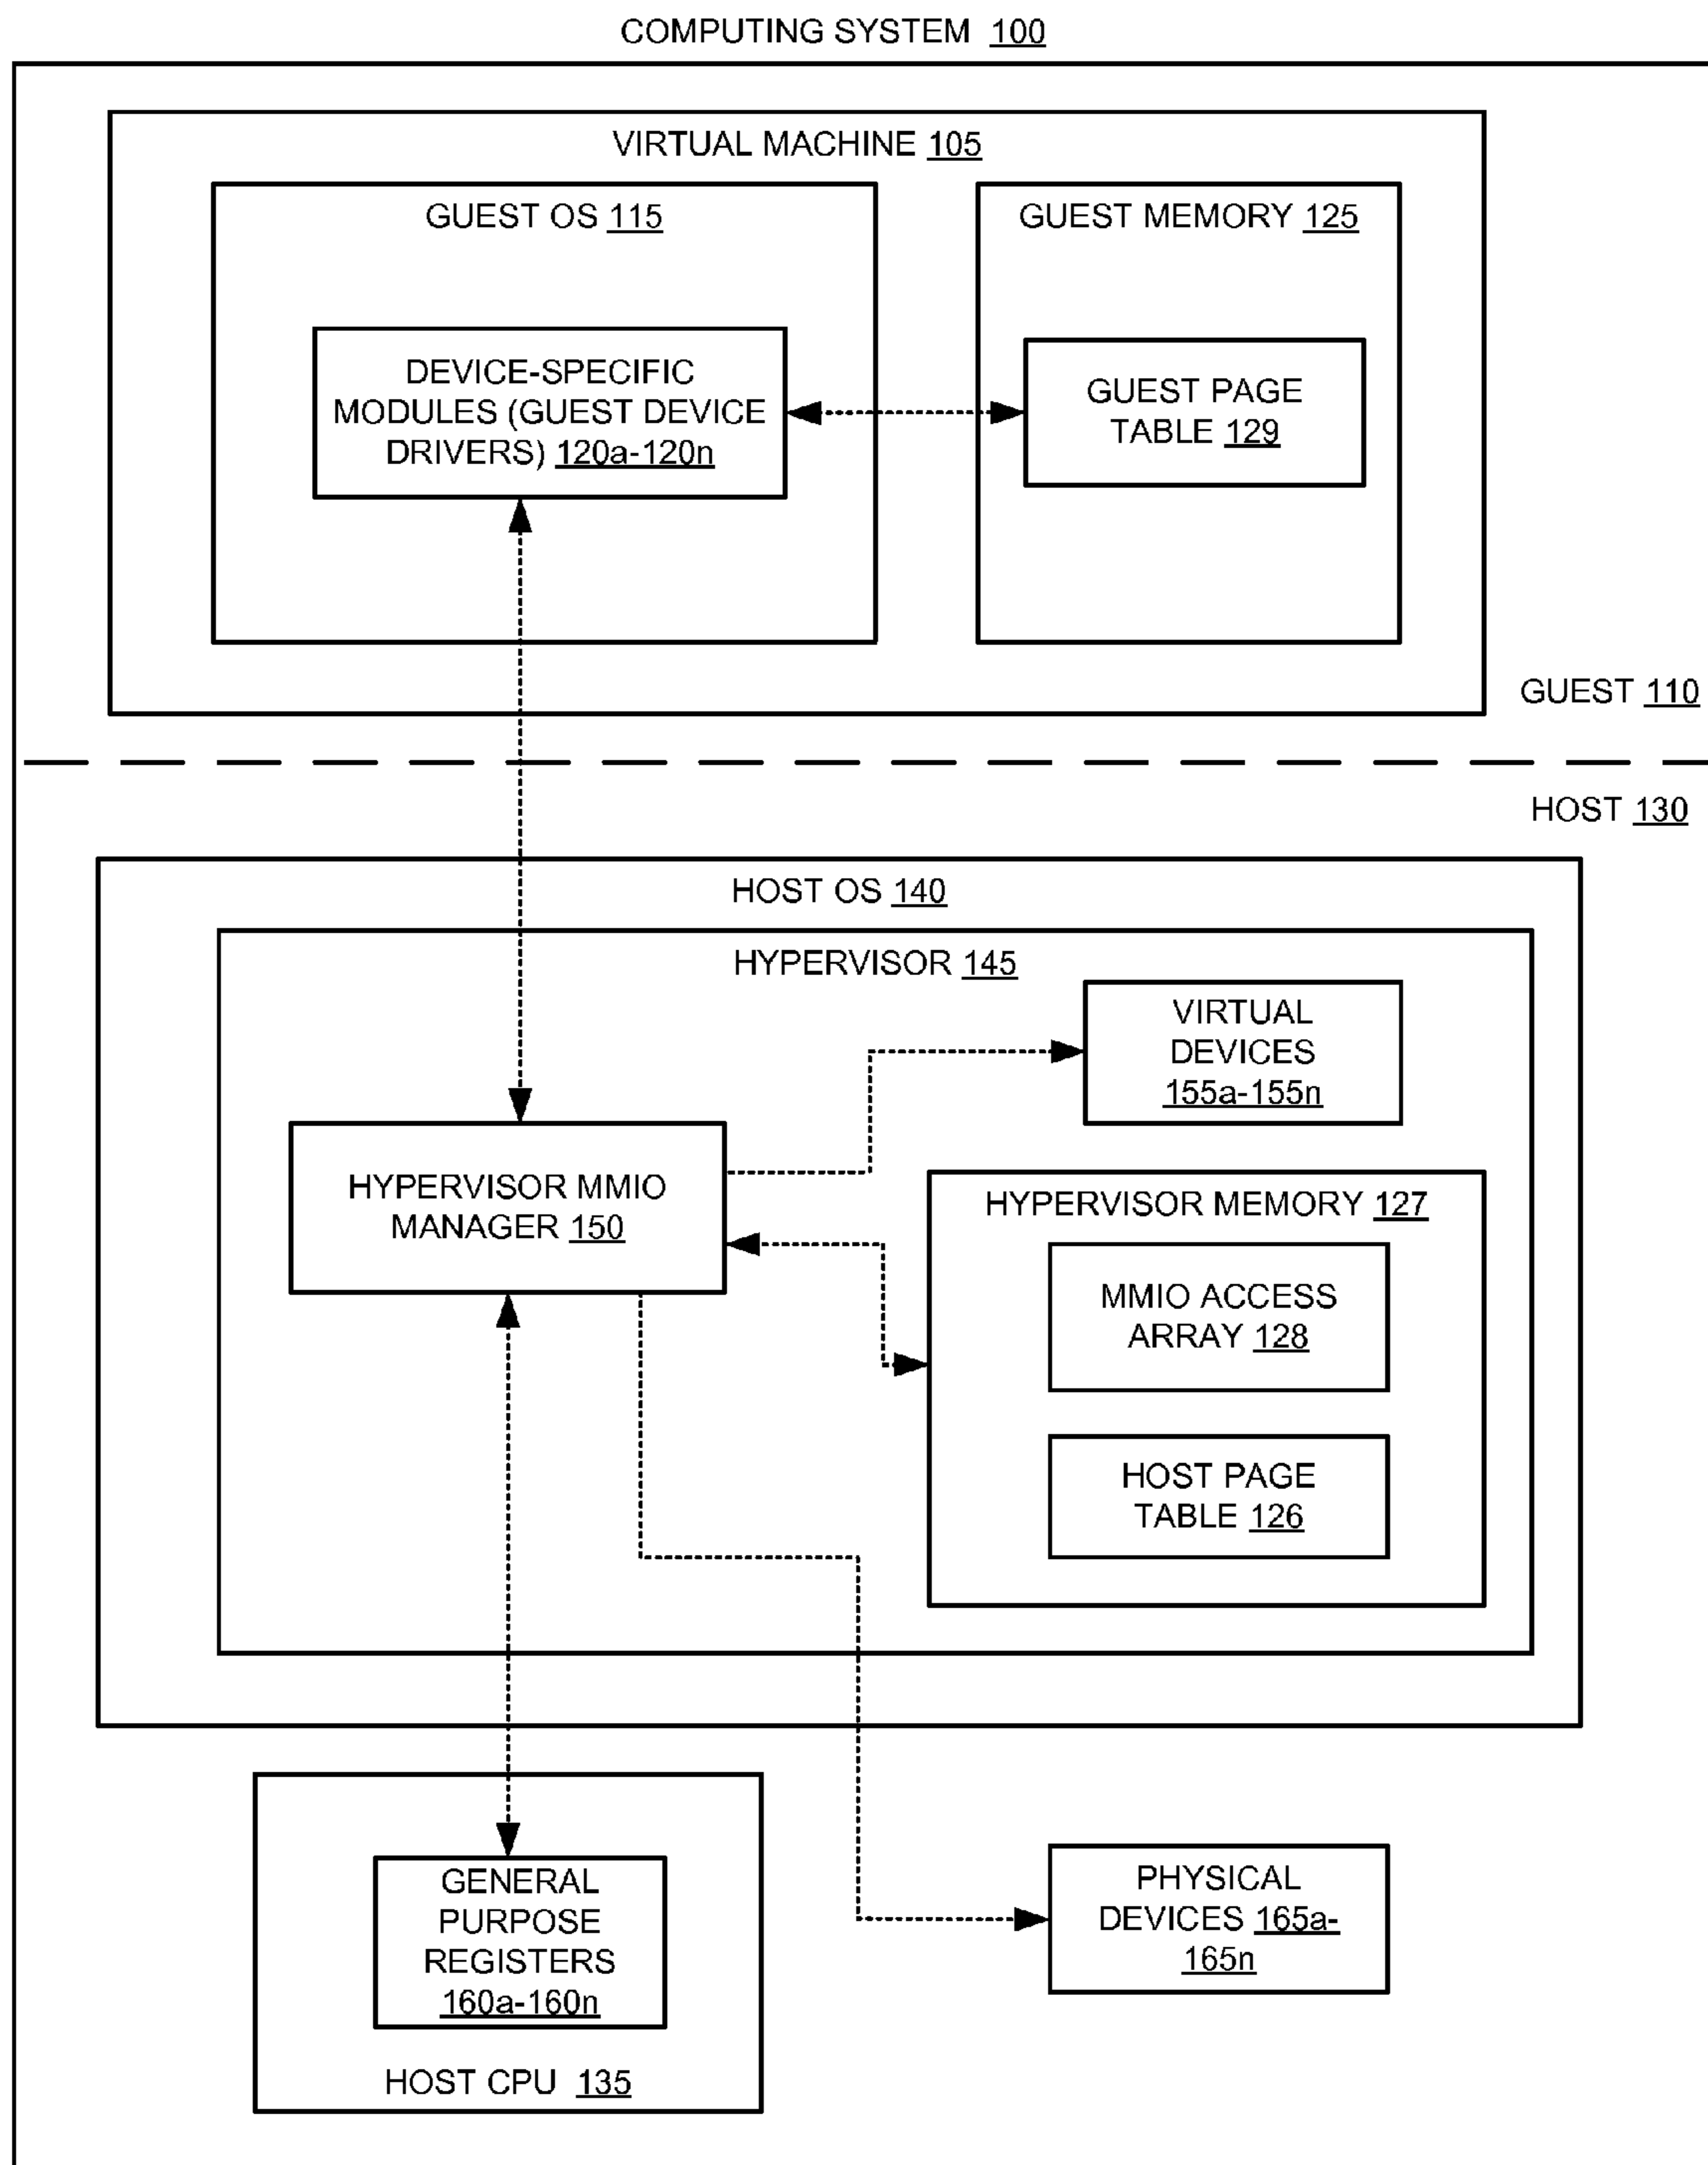 COMPUTING SYSTEM 100
VIRTUAL MACHINE 105
GUEST OS 115
GUEST MEMORY 125
DEVICE-SPECIFIC
MODULES (GUEST DEVICE
DRIVERS) 120a-120n
GUEST PAGE
TABLE 129
GUEST 110
HOST 130
HOST OS 140
HYPERVISOR 145
VIRTUAL
DEVICES
155a-155n
HYPERVISOR MMIO
MANAGER 150
HYPERVISOR MEMORY 127
MMIO ACCESS
ARRAY 128
HOST PAGE
TABLE 126
GENERAL
PURPOSE
REGISTERS
160a-160n
HOST CPU 135
PHYSICAL
DEVICES 165a-
165n